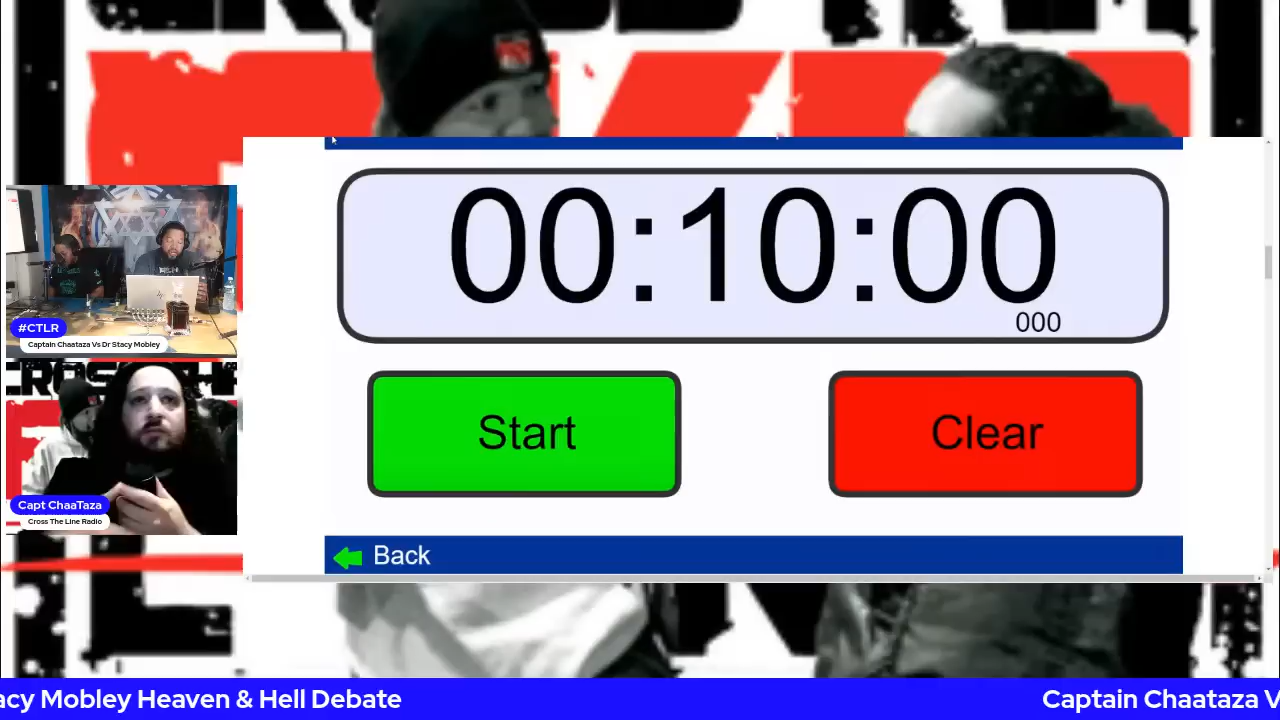 00:10:00
000
Start
Clear
Back
#CTLR
Captain Chaataza Vs Dr Stacy Mobley
Capt ChaaTaza
Cross The Line Radio
acy Mobley Heaven & Hell Debate
Captain Chaataza V